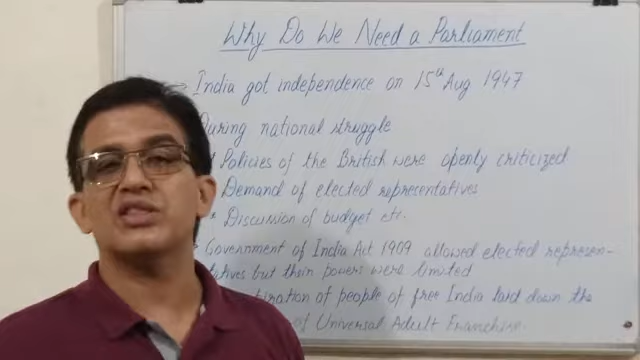 Why Do We Need a Parliament
India got independence on 15th Aug 1947
During national struggle
Policies of the British were openly criticized
Demand of elected representatives
* Discussion of budget etc.
Government of India Act 1909 allowed elected represen-
tatives but their powers were limited
of people of free India laid down the
of Universal Adult Franchise.